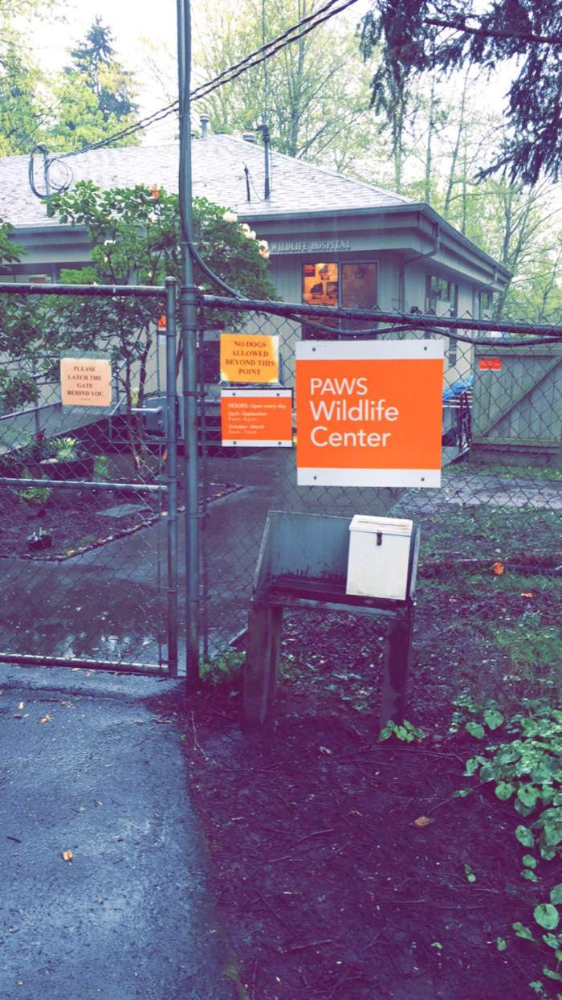 WILDLIFE HOSPITAL
PLEASE
LATCH THE
GATE
BEHIND YOU
NO DOGS
ALLOWED
BEYOND THIS
POINT
HOURS: Open every day
April–September
October–March
PAWS
Wildlife
Center